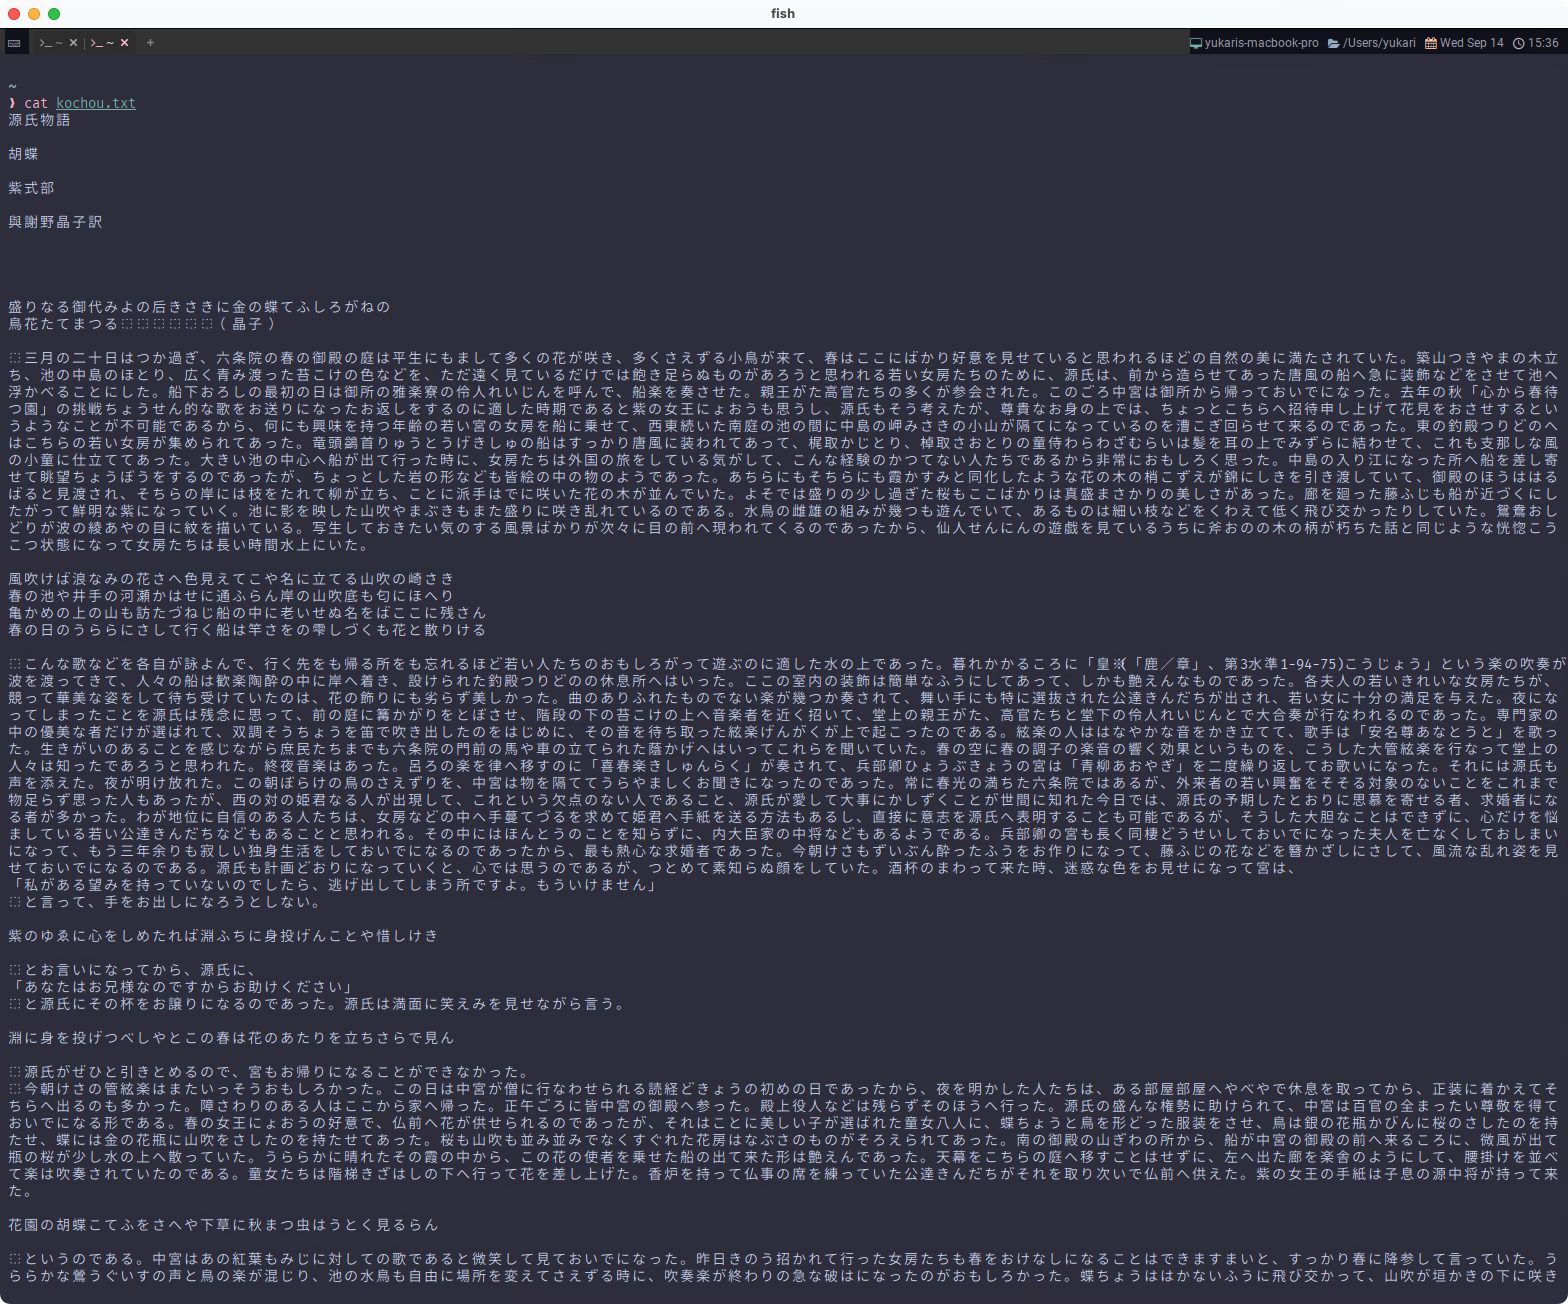 fish
~
~
+
yukaris-macbook-pro /Users/yukari Wed Sep 14 15:36
~
❯ cat kochou.txt
源氏物語
胡蝶
紫式部
與謝野晶子訳
盛りなる御代みよの后きさきに金の蝶てふしろがねの
鳥花たてまつる⬚⬚⬚⬚⬚⬚(晶子)
⬚三月の二十日はつか過ぎ、六条院の春の御殿の庭は平生にもまして多くの花が咲き、多くさえずる小鳥が来て、春はここにばかり好意を見せていると思われるほどの自然の美に満たされていた。築山つきやまの木立
ち、池の中島のほとり、広く青み渡った苔こけの色などを、ただ遠く見ているだけでは飽き足らぬものがあろうと思われる若い女房たちのために、源氏は、前から造らせてあった唐風の船へ急に装飾などをさせて池へ
浮かべることにした。船下おろしの最初の日は御所の雅楽寮の伶人れいじんを呼んで、船楽を奏させた。親王がた高官たちの多くが参会された。このごろ中宮は御所から帰っておいでになった。去年の秋「心から春待
つ園」の挑戦ちょうせん的な歌をお送りになったお返しをするのに適した時期であると紫の女王にょおうも思うし、源氏もそう考えたが、尊貴なお身の上では、ちょっとこちらへ招待申し上げて花見をおさせするとい
うようなことが不可能であるから、何にも興味を持つ年齢の若い宮の女房を船に乗せて、西東続いた南庭の池の間に中島の岬みさきの小山が隔てになっているのを漕こぎ回らせて来るのであった。東の釣殿つりどのへ
はこちらの若い女房が集められてあった。竜頭鷁首りゅうとうげきしゅの船はすっかり唐風に装われてあって、梶取かじとり、棹取さおとりの童侍わらわざむらいは髪を耳の上でみずらに結わせて、これも支那しな風
の小童に仕立ててあった。大きい池の中心へ船が出て行った時に、女房たちは外国の旅をしている気がして、こんな経験のかつてない人たちであるから非常におもしろく思った。中島の入り江になった所へ船を差し寄
せて眺望ちょうぼうをするのであったが、ちょっとした岩の形なども皆絵の中の物のようであった。あちらにもそちらにも霞かすみと同化したような花の木の梢こずえが錦にしきを引き渡していて、御殿のほうははる
ばると見渡され、そちらの岸には枝をたれて柳が立ち、ことに派手はでに咲いた花の木が並んでいた。よそでは盛りの少し過ぎた桜もここばかりは真盛まさかりの美しさがあった。廊を廻った藤ふじも船が近づくにし
たがって鮮明な紫になっていく。池に影を映した山吹やまぶきもまた盛りに咲き乱れているのである。水鳥の雌雄の組みが幾つも遊んでいて、あるものは細い枝などをくわえて低く飛び交かったりしていた。鴛鴦おし
どりが波の綾あやの目に紋を描いている。写生しておきたい気のする風景ばかりが次々に目の前へ現われてくるのであったから、仙人せんにんの遊戯を見ているうちに斧おのの木の柄が朽ちた話と同じような恍惚こう
こつ状態になって女房たちは長い時間水上にいた。
風吹けば浪なみの花さへ色見えてこや名に立てる山吹の崎さき
春の池や井手の河瀬かはせに通ふらん岸の山吹底も匂にほへり
亀かめの上の山も訪たづねじ船の中に老いせぬ名をばここに残さん
春の日のうららにさして行く船は竿さをの雫しづくも花と散りける
⬚こんな歌などを各自が詠よんで、行く先をも帰る所をも忘れるほど若い人たちのおもしろがって遊ぶのに適した水の上であった。暮れかかるころに「皇※(「鹿／章」、第3水準1-94-75)こうじょう」という楽の吹奏が
波を渡ってきて、人々の船は歓楽陶酔の中に岸へ着き、設けられた釣殿つりどのの休息所へはいった。ここの室内の装飾は簡単なふうにしてあって、しかも艶えんなものであった。各夫人の若いきれいな女房たちが、
競って華美な姿をして待ち受けていたのは、花の飾りにも劣らず美しかった。曲のありふれたものでない楽が幾つか奏されて、舞い手にも特に選抜された公達きんだちが出され、若い女に十分の満足を与えた。夜にな
ってしまったことを源氏は残念に思って、前の庭に篝かがりをとぼさせ、階段の下の苔こけの上へ音楽者を近く招いて、堂上の親王がた、高官たちと堂下の伶人れいじんとで大合奏が行なわれるのであった。専門家の
中の優美な者だけが選ばれて、双調そうちょうを笛で吹き出したのをはじめに、その音を待ち取った絃楽げんがくが上で起こったのである。絃楽の人ははなやかな音をかき立てて、歌手は「安名尊あなとうと」を歌っ
た。生きがいのあることを感じながら庶民たちまでも六条院の門前の馬や車の立てられた蔭かげへはいってこれらを聞いていた。春の空に春の調子の楽音の響く効果というものを、こうした大管絃楽を行なって堂上の
人々は知ったであろうと思われた。終夜音楽はあった。呂ろの楽を律へ移すのに「喜春楽きしゅんらく」が奏されて、兵部卿ひょうぶきょうの宮は「青柳あおやぎ」を二度繰り返してお歌いになった。それには源氏も
声を添えた。夜が明け放れた。この朝ぼらけの鳥のさえずりを、中宮は物を隔ててうらやましくお聞きになったのであった。常に春光の満ちた六条院ではあるが、外来者の若い興奮をそそる対象のないことをこれまで
物足らず思った人もあったが、西の対の姫君なる人が出現して、これという欠点のない人であること、源氏が愛して大事にかしずくことが世間に知れた今日では、源氏の予期したとおりに思慕を寄せる者、求婚者にな
る者が多かった。わが地位に自信のある人たちは、女房などの中へ手蔓てづるを求めて姫君へ手紙を送る方法もあるし、直接に意志を源氏へ表明することも可能であるが、そうした大胆なことはできずに、心だけを悩
ましている若い公達きんだちなどもあることと思われる。その中にはほんとうのことを知らずに、内大臣家の中将などもあるようである。兵部卿の宮も長く同棲どうせいしておいでになった夫人を亡なくしておしまい
になって、もう三年余りも寂しい独身生活をしておいでになるのであったから、最も熱心な求婚者であった。今朝けさもずいぶん酔ったふうをお作りになって、藤ふじの花などを簪かざしにさして、風流な乱れ姿を見
せておいでになるのである。源氏も計画どおりになっていくと、心では思うのであるが、つとめて素知らぬ顔をしていた。酒杯のまわって来た時、迷惑な色をお見せになって宮は、
「私がある望みを持っていないのでしたら、逃げ出してしまう所ですよ。もういけません」
⬚と言って、手をお出しになろうとしない。
紫のゆゑに心をしめたれば淵ふちに身投げんことや惜しけき
⬚とお言いになってから、源氏に、
「あなたはお兄様なのですからお助けください」
⬚と源氏にその杯をお譲りになるのであった。源氏は満面に笑えみを見せながら言う。
淵に身を投げつべしやとこの春は花のあたりを立ちさらで見ん
⬚源氏がぜひと引きとめるので、宮もお帰りになることができなかった。
⬚今朝けさの管絃楽はまたいっそうおもしろかった。この日は中宮が僧に行なわせられる読経どきょうの初めの日であったから、夜を明かした人たちは、ある部屋部屋へやべやで休息を取ってから、正装に着かえてそ
ちらへ出るのも多かった。障さわりのある人はここから家へ帰った。正午ごろに皆中宮の御殿へ参った。殿上役人などは残らずそのほうへ行った。源氏の盛んな権勢に助けられて、中宮は百官の全まったい尊敬を得て
おいでになる形である。春の女王にょおうの好意で、仏前へ花が供せられるのであったが、それはことに美しい子が選ばれた童女八人に、蝶ちょうと鳥を形どった服装をさせ、鳥は銀の花瓶かびんに桜のさしたのを持
たせ、蝶には金の花瓶に山吹をさしたのを持たせてあった。桜も山吹も並み並みでなくすぐれた花房はなぶさのものがそろえられてあった。南の御殿の山ぎわの所から、船が中宮の御殿の前へ来るころに、微風が出て
瓶の桜が少し水の上へ散っていた。うららかに晴れたその霞の中から、この花の使者を乗せた船の出て来た形は艶えんであった。天幕をこちらの庭へ移すことはせずに、左へ出た廊を楽舎のようにして、腰掛けを並べ
て楽は吹奏されていたのである。童女たちは階梯きざはしの下へ行って花を差し上げた。香炉を持って仏事の席を練っていた公達きんだちがそれを取り次いで仏前へ供えた。紫の女王の手紙は子息の源中将が持って来
た。
花園の胡蝶こてふをさへや下草に秋まつ虫はうとく見るらん
⬚というのである。中宮はあの紅葉もみじに対しての歌であると微笑して見ておいでになった。昨日きのう招かれて行った女房たちも春をおけなしになることはできますまいと、すっかり春に降参して言っていた。う
ららかな鶯うぐいすの声と鳥の楽が混じり、池の水鳥も自由に場所を変えてさえずる時に、吹奏楽が終わりの急な破はになったのがおもしろかった。蝶ちょうははかないふうに飛び交かって、山吹が垣かきの下に咲き